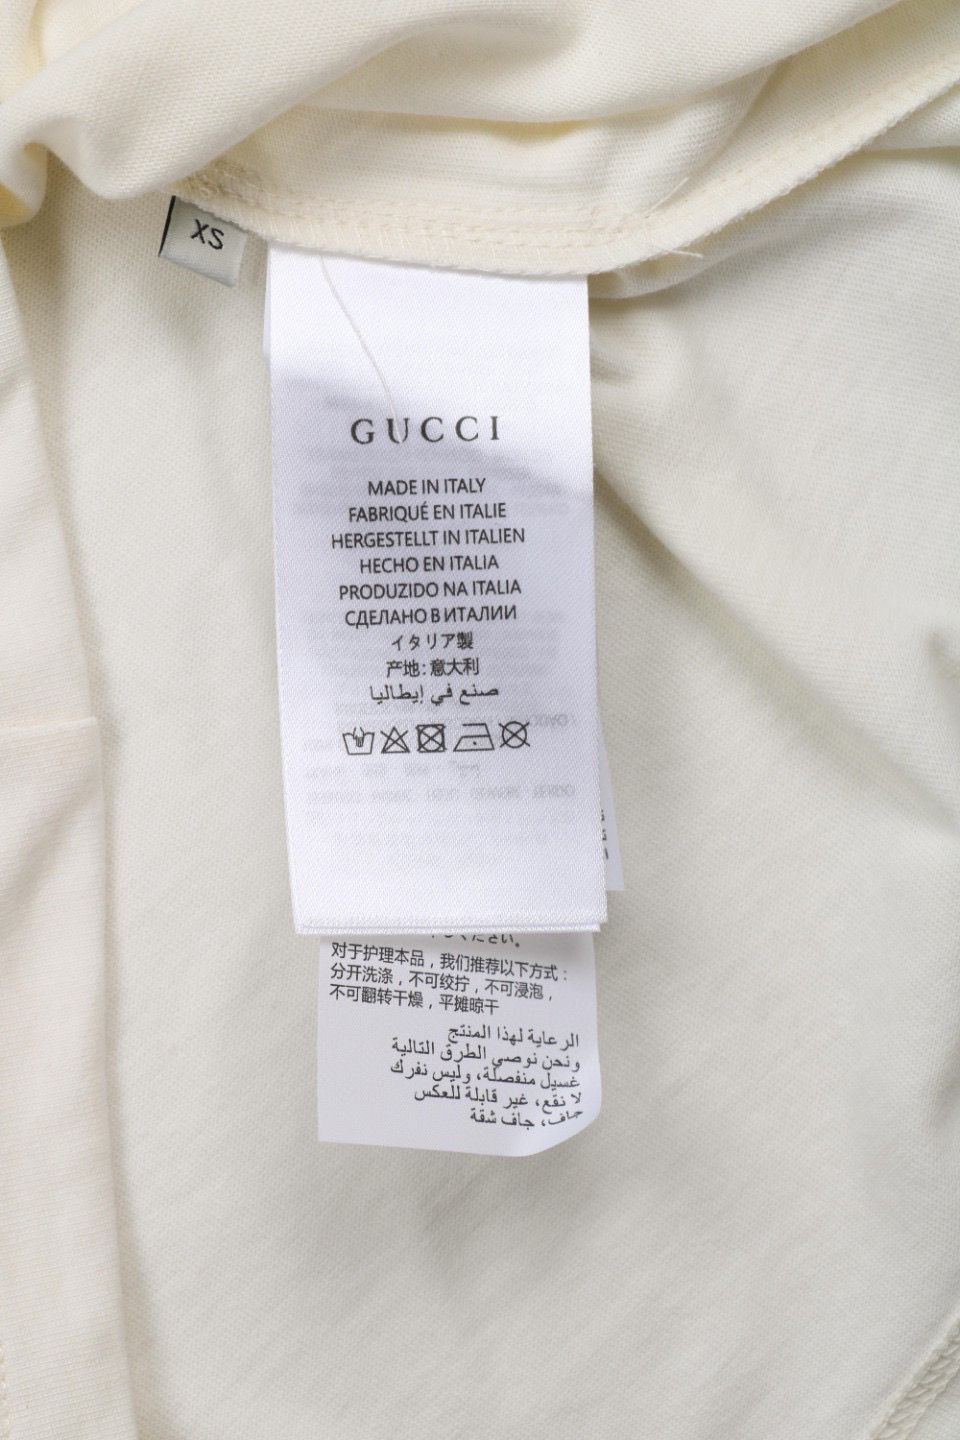 XS
GUCCI
MADE IN ITALY
FABRIQUÉ EN ITALIE
HERGESTELLT IN ITALIEN
HECHO EN ITALIA
PRODUZIDO NA ITALIA
СДЕЛАНО В ИТАЛИИ
イタリア製
产地: 意大利
صنع في إيطاليا
ください。
对于护理本品，我们推荐以下方式：
分开洗涤，不可绞拧，不可浸泡，
不可翻转干燥，平摊晾干
الرعاية لهذا المنتج
ونحن نوصي الطرق التالية
غسيل منفصلة، وليس نفرك
لا نقع، غير قابلة للعكس
جاف، جاف شقة